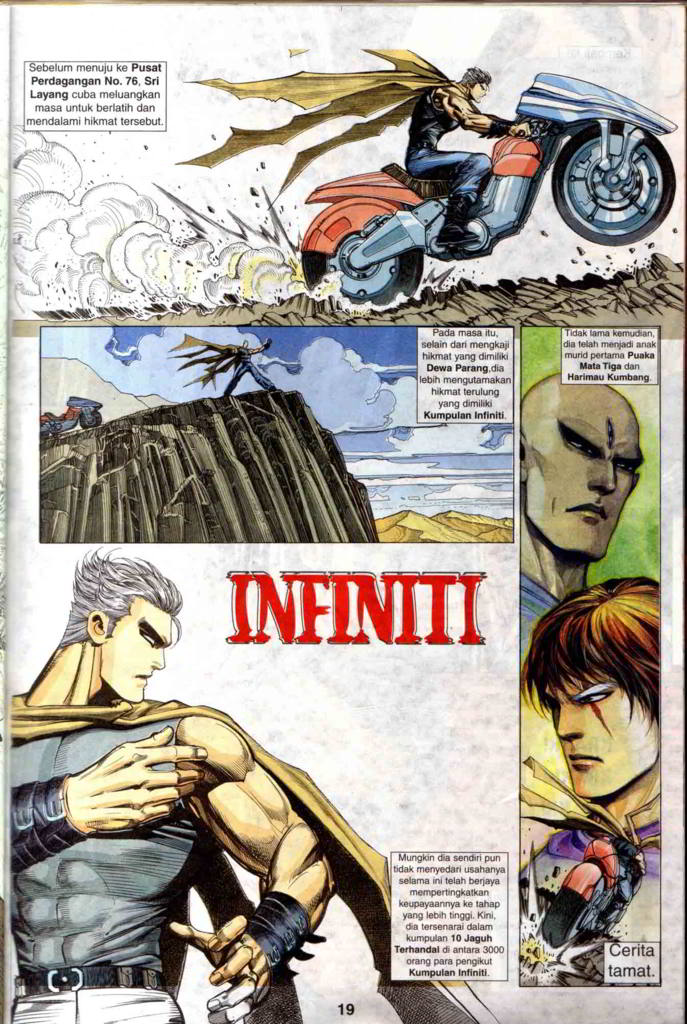 Sebelum menuju ke Pusat
Perdagangan No. 76, Sri
Layang cuba meluangkan
masa untuk berlatih dan
mendalami hikmat tersebut.
Pada masa itu,
selain dari mengkaji
hikmat yang dimiliki
Dewa Parang,dia
lebih mengutamakan
hikmat terulung
yang dimiliki
Kumpulan Infiniti.
Tidak lama kemudian,
dia telah menjadi anak
murid pertama Puaka
Mata Tiga dan
Harimau Kumbang.
INFINITI
Mungkin dia sendiri pun
tidak menyedari usahanya
selama ini telah berjaya
mempertingkatkan
keupayaannya ke tahap
yang lebih tinggi. Kini,
dia tersenarai dalam
kumpulan 10 Jaguh
Terhandal di antara 3000
orang para pengikut
Kumpulan Infiniti.
Cerita
tamat.
19